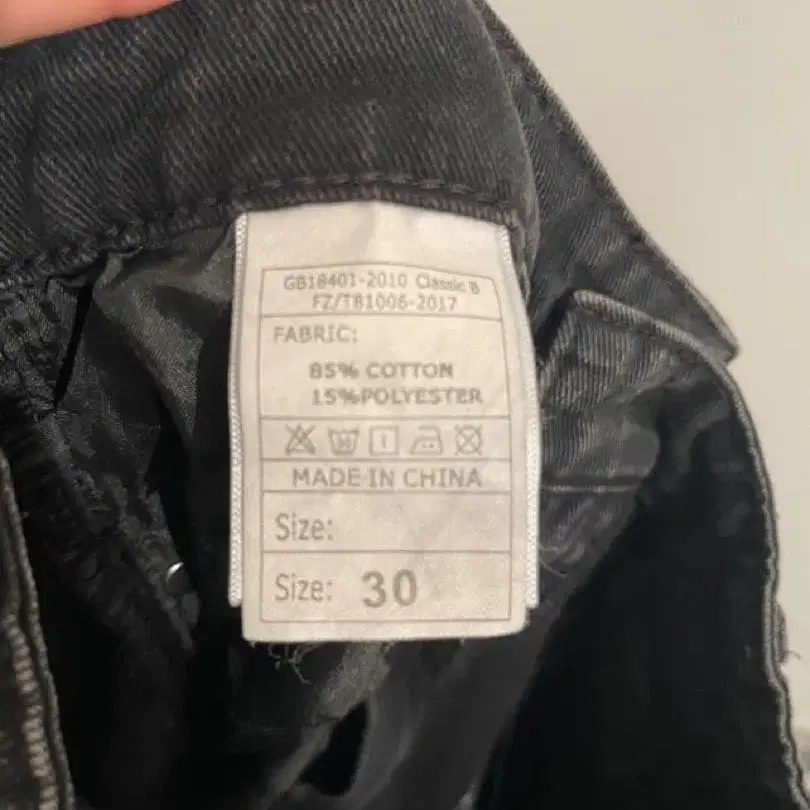 GB18401-2010 Classic B
FZ/T81006-2017
FABRIC:
85% COTTON
15%POLYESTER
MADE IN CHINA
Size:
Size: 30